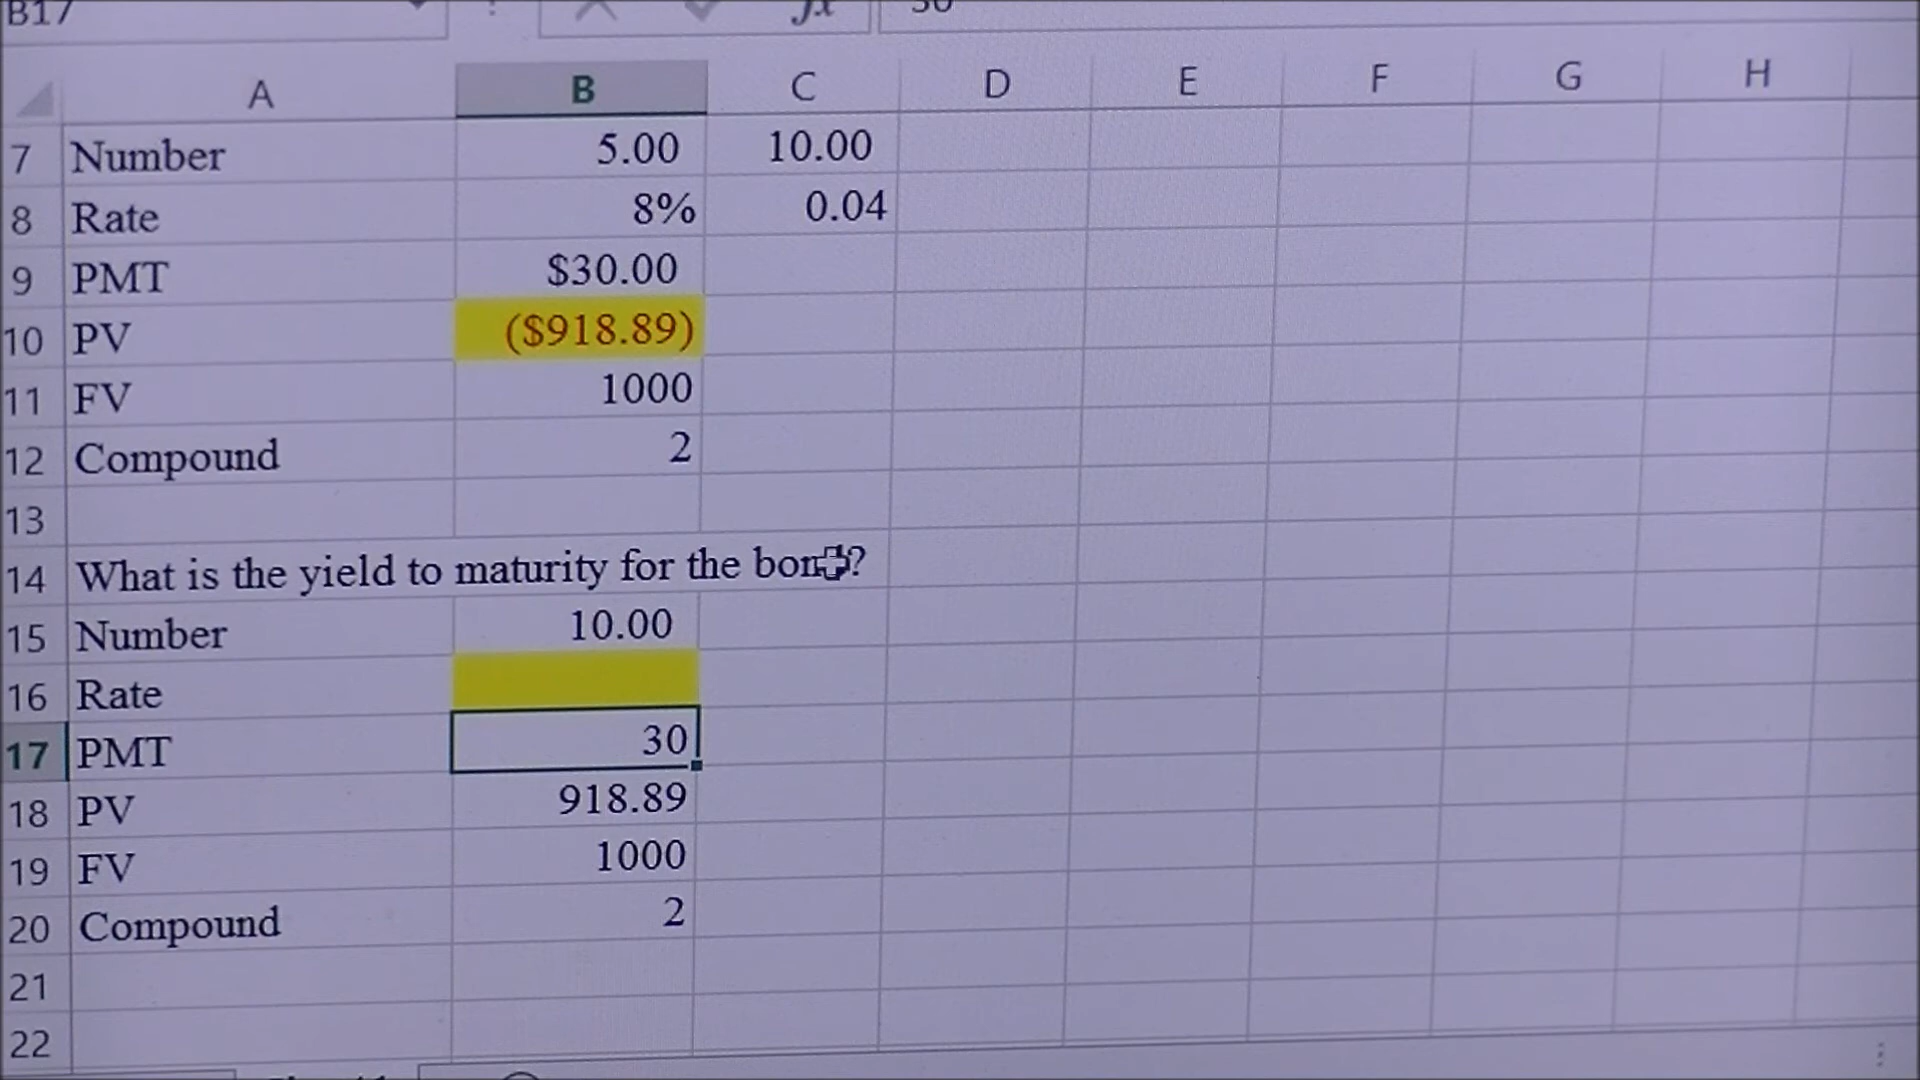 B17 fx 30
A B C D E F G H
7 Number 5.00 10.00
8 Rate 8% 0.04
9 PMT $30.00
10 PV ($918.89)
11 FV 1000
12 Compound 2
13
14 What is the yield to maturity for the bond?
15 Number 10.00
16 Rate
17 PMT 30
18 PV 918.89
19 FV 1000
20 Compound 2
21
22